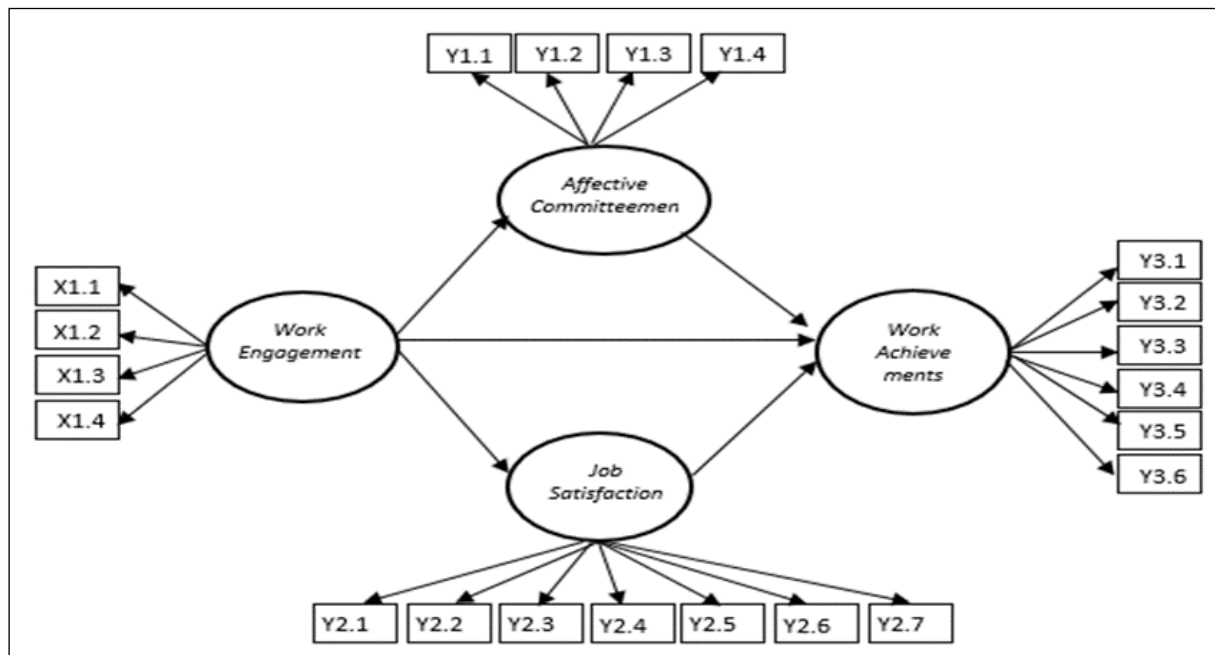 Y1.1
Y1.2
Y1.3
Y1.4
Affective
Committeemen
X1.1
X1.2
X1.3
X1.4
Work
Engagement
Work
Achieve
ments
Y3.1
Y3.2
Y3.3
Y3.4
Y3.5
Y3.6
Job
Satisfaction
Y2.1
Y2.2
Y2.3
Y2.4
Y2.5
Y2.6
Y2.7